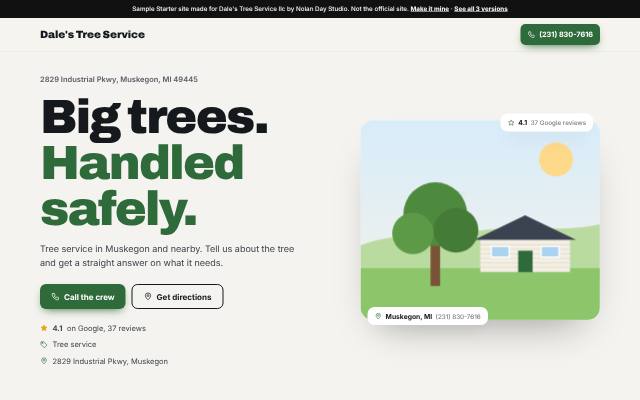 Sample Starter site made for Dale's Tree Service llc by Nolan Day Studio. Not the official site. Make it mine · See all 3 versions
Dale's Tree Service
(231) 830-7616
2829 Industrial Pkwy, Muskegon, MI 49445
Big trees.
Handled
safely.
Tree service in Muskegon and nearby. Tell us about the tree
and get a straight answer on what it needs.
Call the crew
Get directions
4.1 on Google, 37 reviews
Tree service
2829 Industrial Pkwy, Muskegon
4.1 37 Google reviews
Muskegon, MI (231) 830-7616